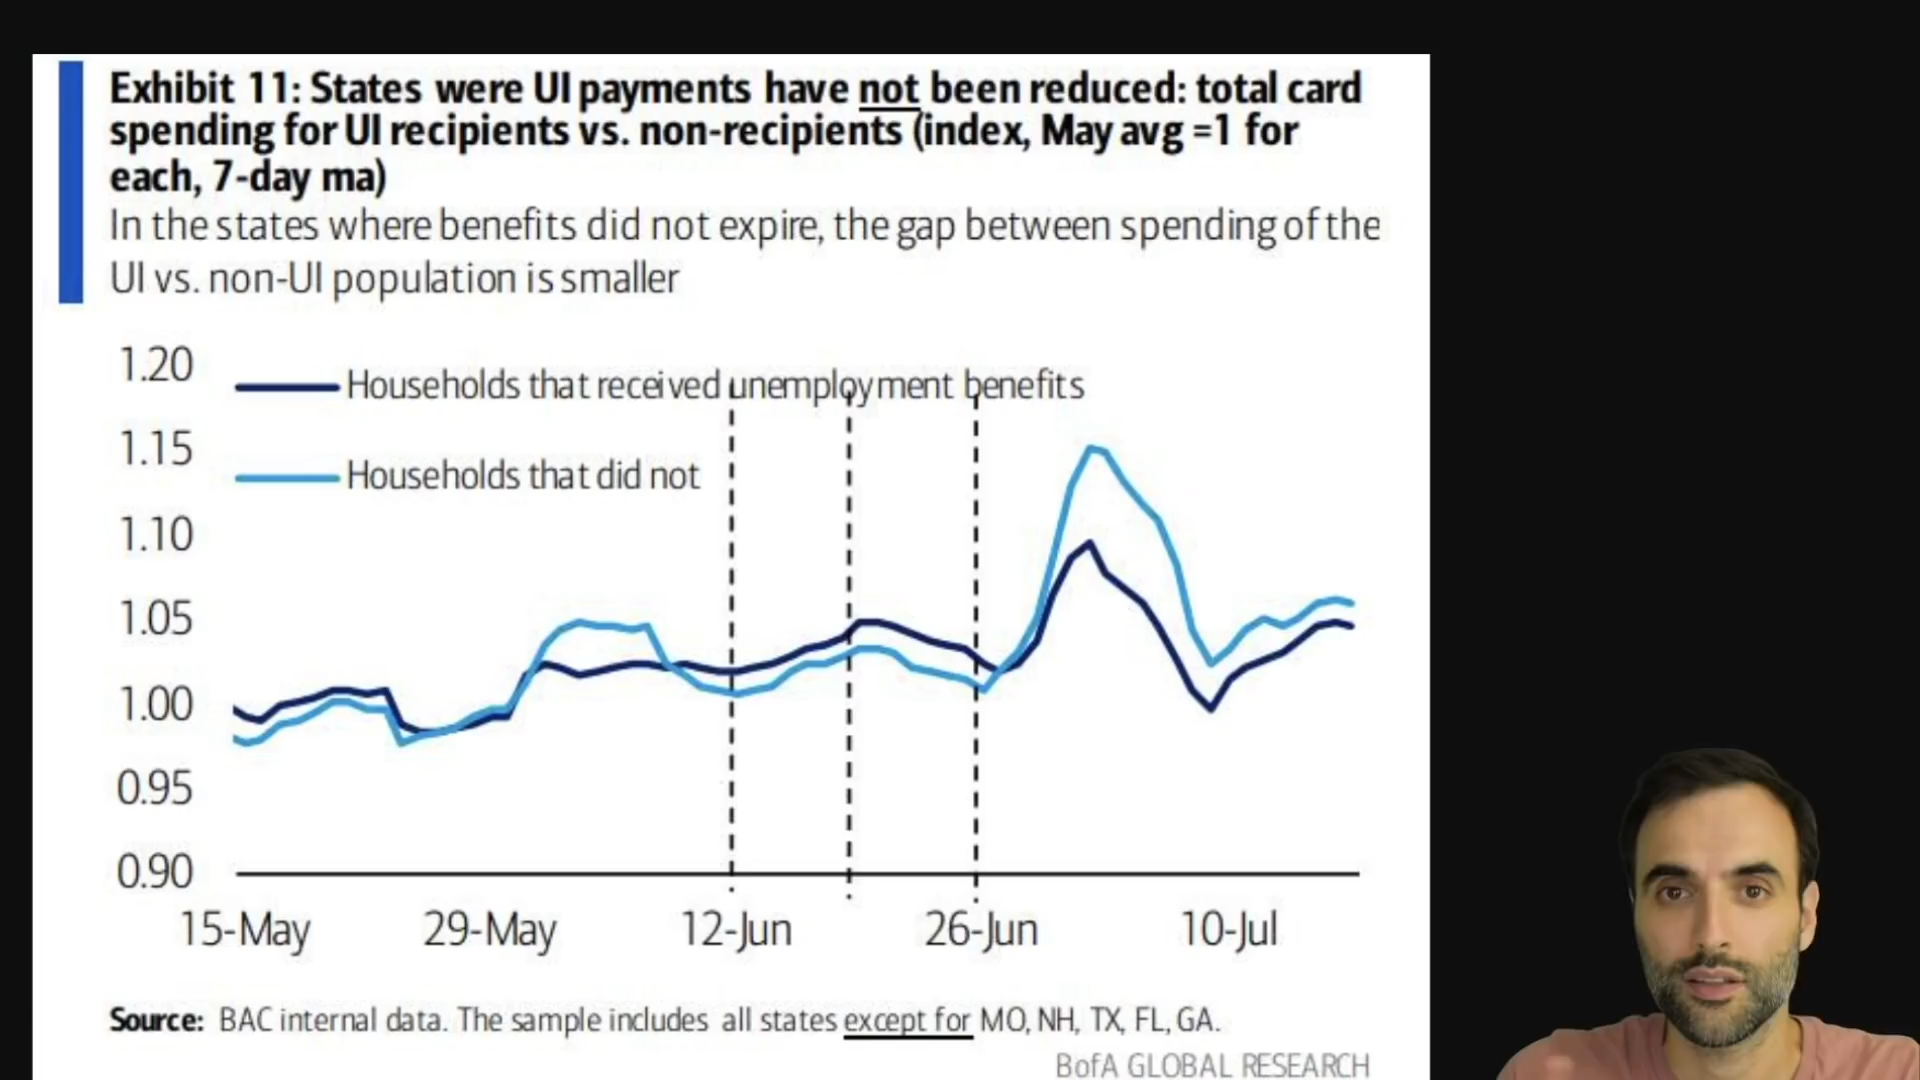 Exhibit 11: States were UI payments have not been reduced: total card
spending for UI recipients vs. non-recipients (index, May avg =1 for
each, 7-day ma)
In the states where benefits did not expire, the gap between spending of the
UI vs. non-UI population is smaller
1.20
Households that received unemployment benefits
1.15
Households that did not
1.10
1.05
1.00
0.95
0.90
15-May 29-May 12-Jun 26-Jun 10-Jul
Source: BAC internal data. The sample includes all states except for MO, NH, TX, FL, GA.
BofA GLOBAL RESEARCH